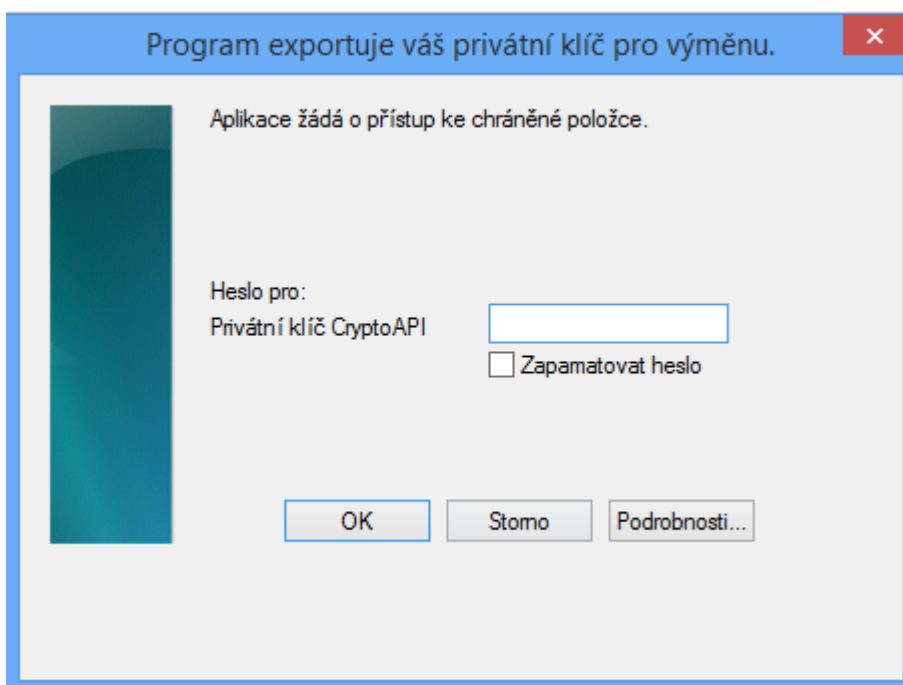 Program exportuje váš privátní klíč pro výměnu.
Aplikace žádá o přístup ke chráněné položce.
Heslo pro:
Privátní klíč CryptoAPI
Zapamatovat heslo
OK
Storno
Podrobnosti...